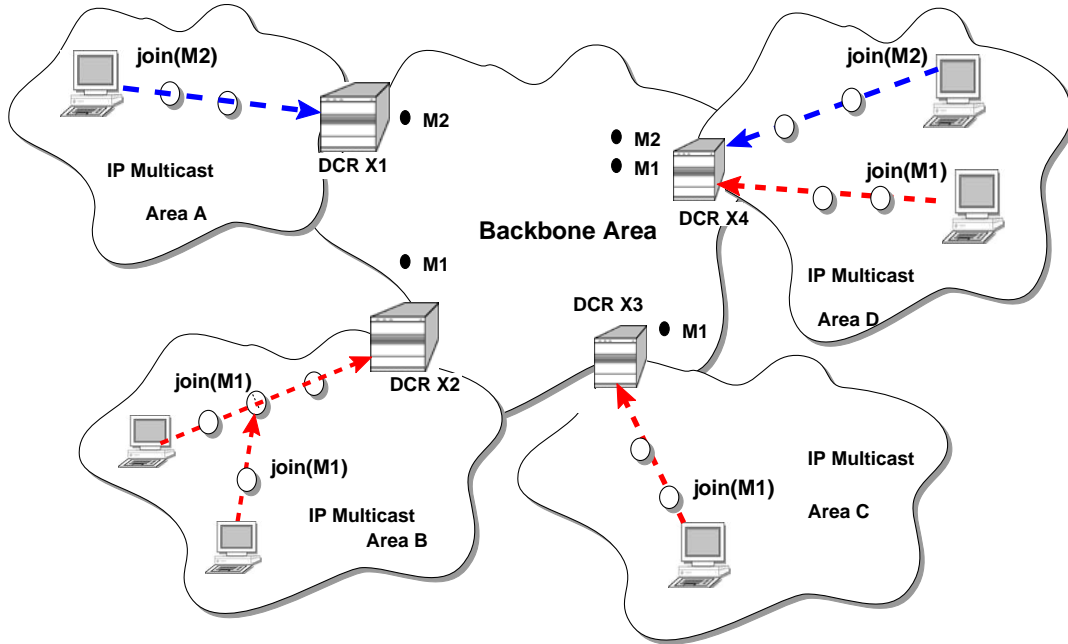 join(M2)
M2
DCR X1
IP Multicast
Area A
join(M2)
M2
M1
join(M1)
DCR X4
Backbone Area
IP Multicast
Area D
M1
DCR X3
M1
DCR X2
join(M1)
join(M1)
IP Multicast
Area B
join(M1)
IP Multicast
Area C